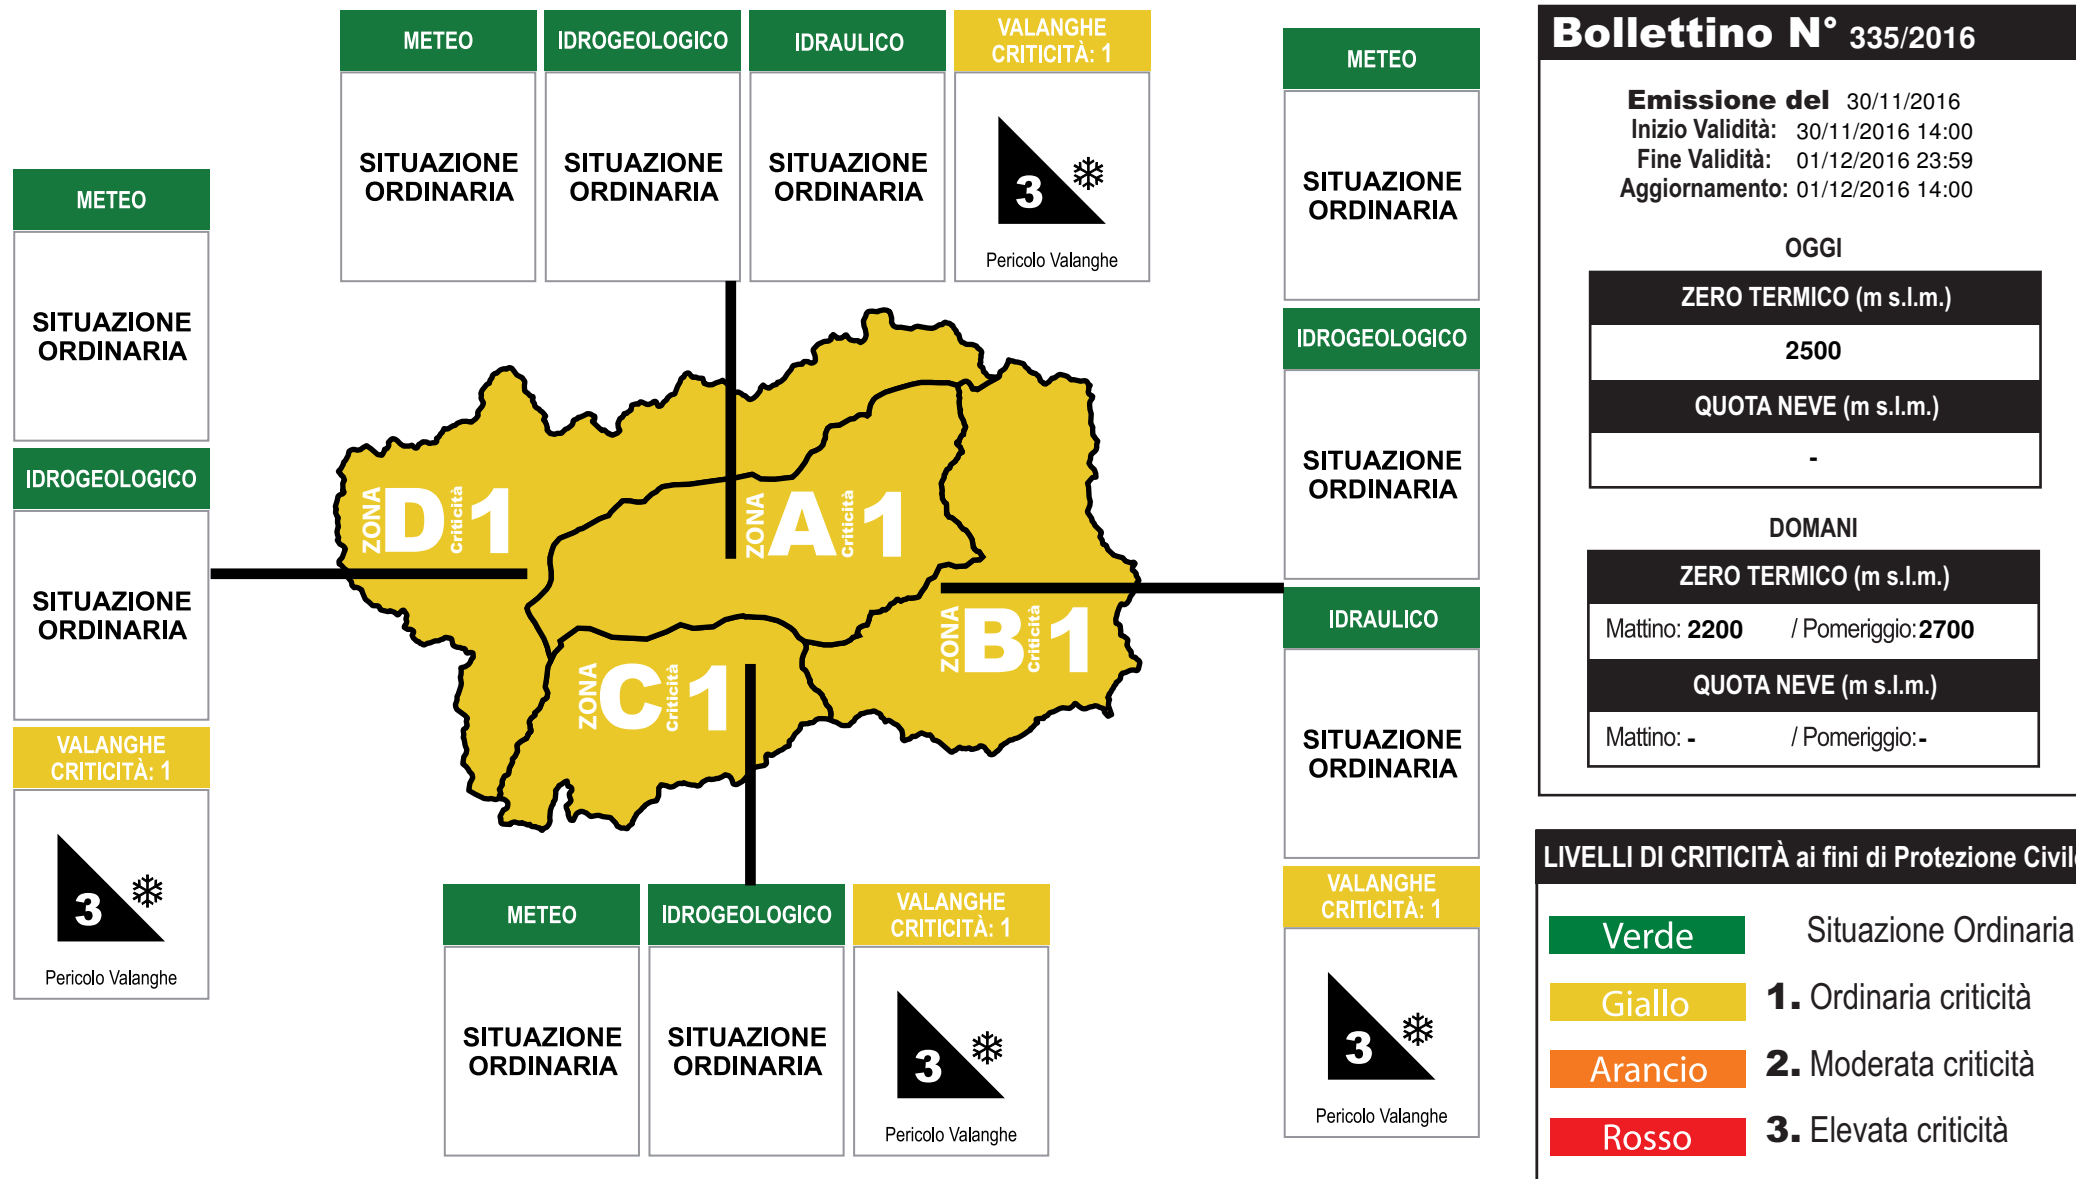 METEO
IDROGEOLOGICO
IDRAULICO
VALANGHE
CRITICITÀ: 1
SITUAZIONE
ORDINARIA
SITUAZIONE
ORDINARIA
SITUAZIONE
ORDINARIA
3
Pericolo Valanghe
METEO
SITUAZIONE
ORDINARIA
IDROGEOLOGICO
SITUAZIONE
ORDINARIA
VALANGHE
CRITICITÀ: 1
3
Pericolo Valanghe
ZONA D Criticità 1
ZONA A Criticità 1
ZONA B Criticità 1
ZONA C Criticità 1
METEO
IDROGEOLOGICO
VALANGHE
CRITICITÀ: 1
SITUAZIONE
ORDINARIA
SITUAZIONE
ORDINARIA
3
Pericolo Valanghe
METEO
SITUAZIONE
ORDINARIA
IDROGEOLOGICO
SITUAZIONE
ORDINARIA
IDRAULICO
SITUAZIONE
ORDINARIA
VALANGHE
CRITICITÀ: 1
3
Pericolo Valanghe
Bollettino N° 335/2016
Emissione del 30/11/2016
Inizio Validità: 30/11/2016 14:00
Fine Validità: 01/12/2016 23:59
Aggiornamento: 01/12/2016 14:00
OGGI
ZERO TERMICO (m s.l.m.)
2500
QUOTA NEVE (m s.l.m.)
-
DOMANI
ZERO TERMICO (m s.l.m.)
Mattino: 2200 / Pomeriggio: 2700
QUOTA NEVE (m s.l.m.)
Mattino: - / Pomeriggio: -
LIVELLI DI CRITICITÀ ai fini di Protezione Civile
Verde Situazione Ordinaria
Giallo 1. Ordinaria criticità
Arancio 2. Moderata criticità
Rosso 3. Elevata criticità